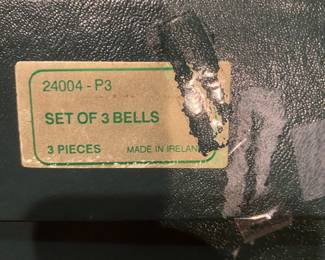 24004 - P3
SET OF 3 BELLS
3 PIECES MADE IN IRELAND